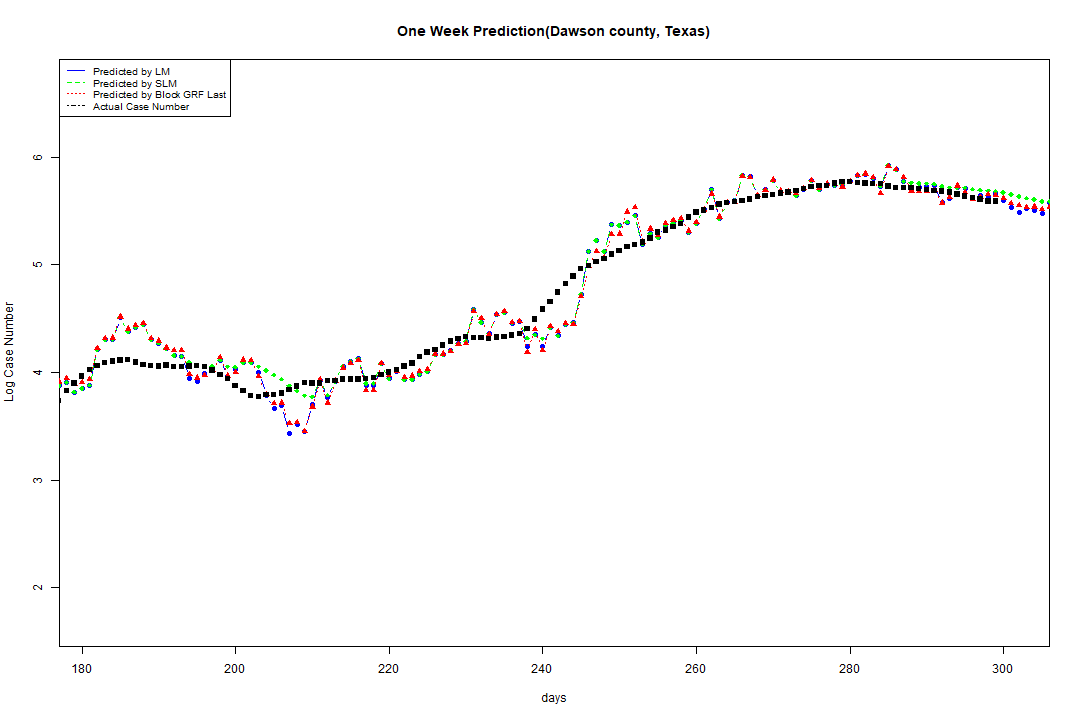 One Week Prediction(Dawson county, Texas)
Predicted by LM
Predicted by SLM
Predicted by Block GRF Last
Actual Case Number
6
5
4
3
2
Log Case Number
180 200 220 240 260 280 300
days